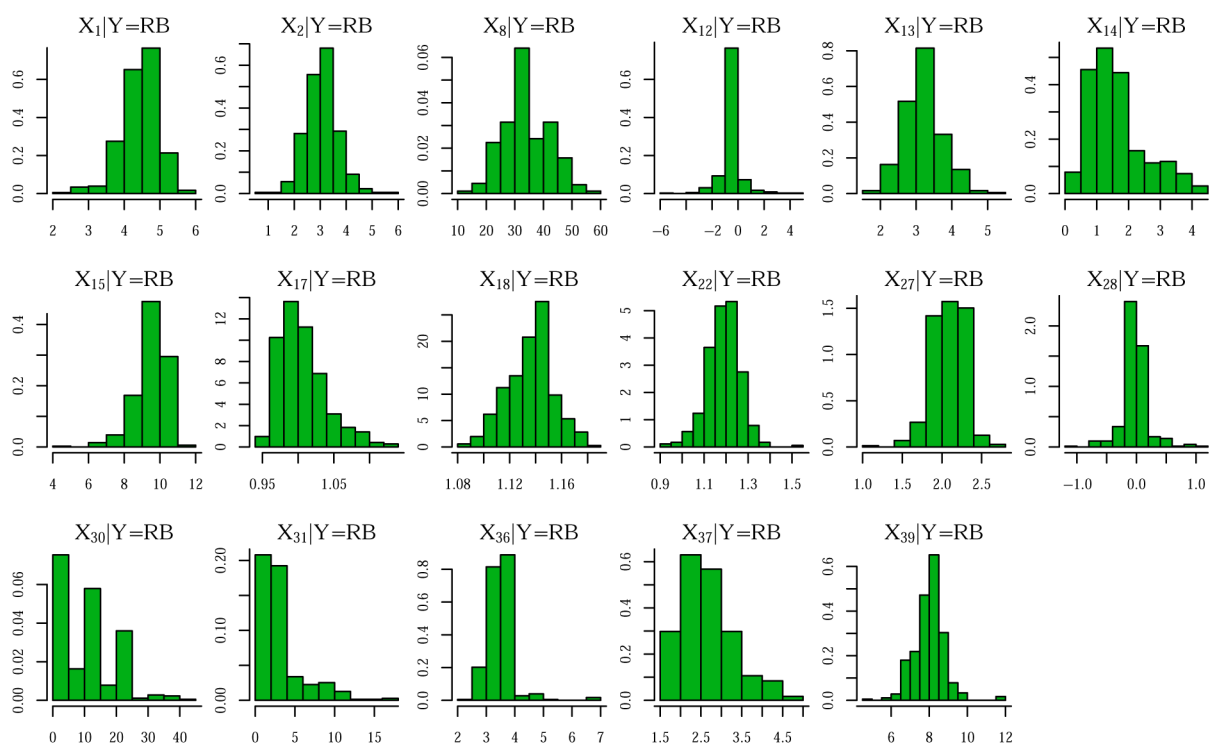 X₁|Y=RB X₂|Y=RB X₈|Y=RB X₁₂|Y=RB X₁₃|Y=RB X₁₄|Y=RB
0.0 0.2 0.4 0.6 0.0 0.2 0.4 0.6 0.00 0.02 0.04 0.06 0.0 0.2 0.4 0.6 0.0 0.2 0.4 0.6 0.8 0.0 0.2 0.4
2 3 4 5 6 1 2 3 4 5 6 10 20 30 40 50 60 −6 −2 0 2 4 2 3 4 5 0 1 2 3 4
X₁₅|Y=RB X₁₇|Y=RB X₁₈|Y=RB X₂₂|Y=RB X₂₇|Y=RB X₂₈|Y=RB
0.0 0.2 0.4 0 2 4 6 8 12 0 5 10 20 0 1 2 3 4 5 0.0 0.5 1.0 1.5 0.0 1.0 2.0
4 6 8 10 12 0.95 1.05 1.08 1.12 1.16 0.9 1.1 1.3 1.5 1.0 1.5 2.0 2.5 −1.0 0.0 1.0
X₃₀|Y=RB X₃₁|Y=RB X₃₆|Y=RB X₃₇|Y=RB X₃₉|Y=RB
0.00 0.02 0.04 0.06 0.00 0.10 0.20 0.0 0.2 0.4 0.6 0.8 0.0 0.2 0.4 0.6 0.0 0.2 0.4 0.6
0 10 20 30 40 0 5 10 15 2 3 4 5 6 7 1.5 2.5 3.5 4.5 6 8 10 12